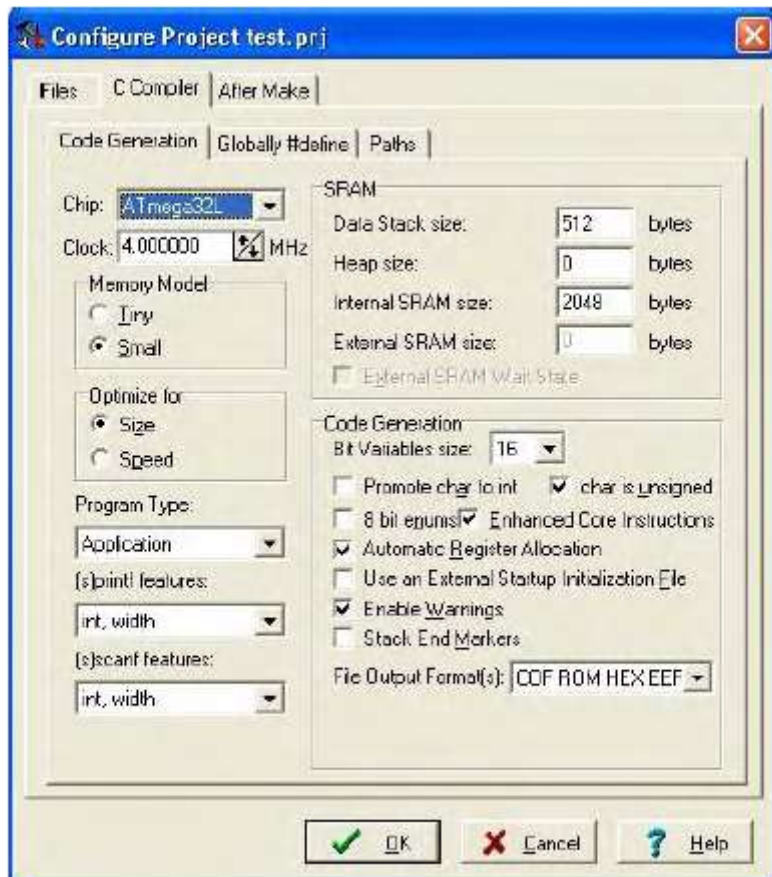 Configure Project test.prj
Files C Compiler After Make
Code Generation Globally #define Paths
Chip: ATmega32L
Clock: 4.000000 MHz
Memory Model
Tiny
Small
Optimize for
Size
Speed
Program Type:
Application
(s)printf features:
int, width
(s)scanf features:
int, width
SRAM
Data Stack size: 512 bytes
Heap size: 0 bytes
Internal SRAM size: 2048 bytes
External SRAM size: 0 bytes
External SRAM Wait State
Code Generation
Bit Variables size: 16
Promote char to int char is unsigned
8 bit enums Enhanced Core Instructions
Automatic Register Allocation
Use an External Startup Initialization File
Enable Warnings
Stack End Markers
File Output Format(s): COF ROM HEX EEP
OK Cancel Help